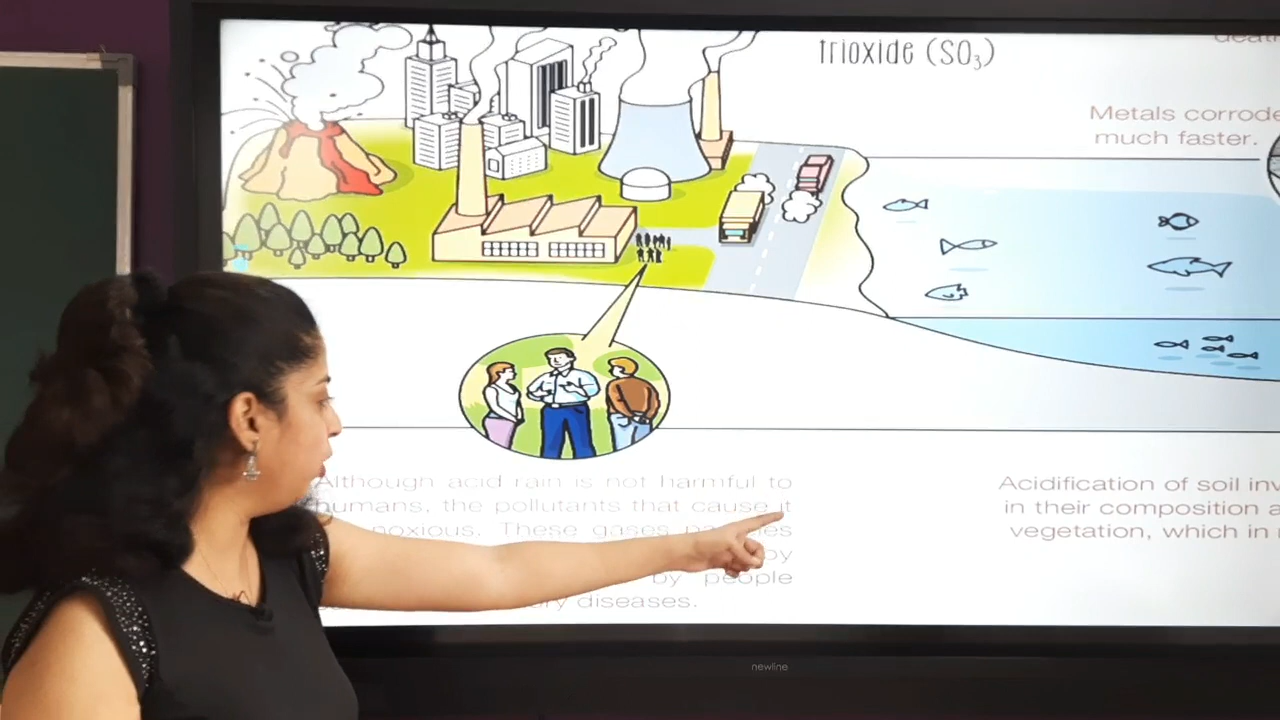 trioxide (SO₃)
Metals corrode
much faster.
Although acid rain is not harmful to
humans, the pollutants that cause it
noxious. These gases
by
by people
diseases.
Acidification of soil
in their composition
vegetation, which in
newline